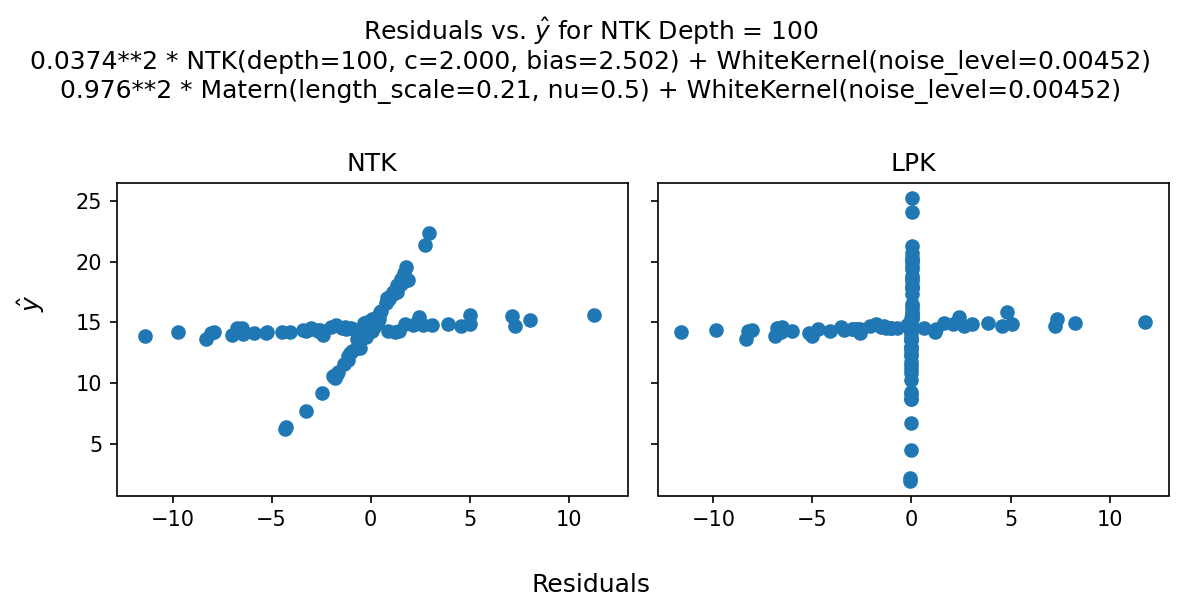 Residuals vs. ŷ for NTK Depth = 100
0.0374**2 * NTK(depth=100, c=2.000, bias=2.502) + WhiteKernel(noise_level=0.00452)
0.976**2 * Matern(length_scale=0.21, nu=0.5) + WhiteKernel(noise_level=0.00452)
NTK
LPK
25
20
15
10
5
ŷ
−10 −5 0 5 10
−10 −5 0 5 10
Residuals